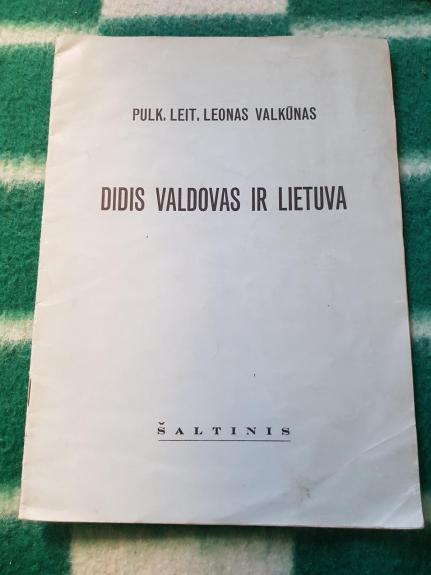 PULK. LEIT. LEONAS VALKŪNAS
DIDIS VALDOVAS IR LIETUVA
ŠALTINIS